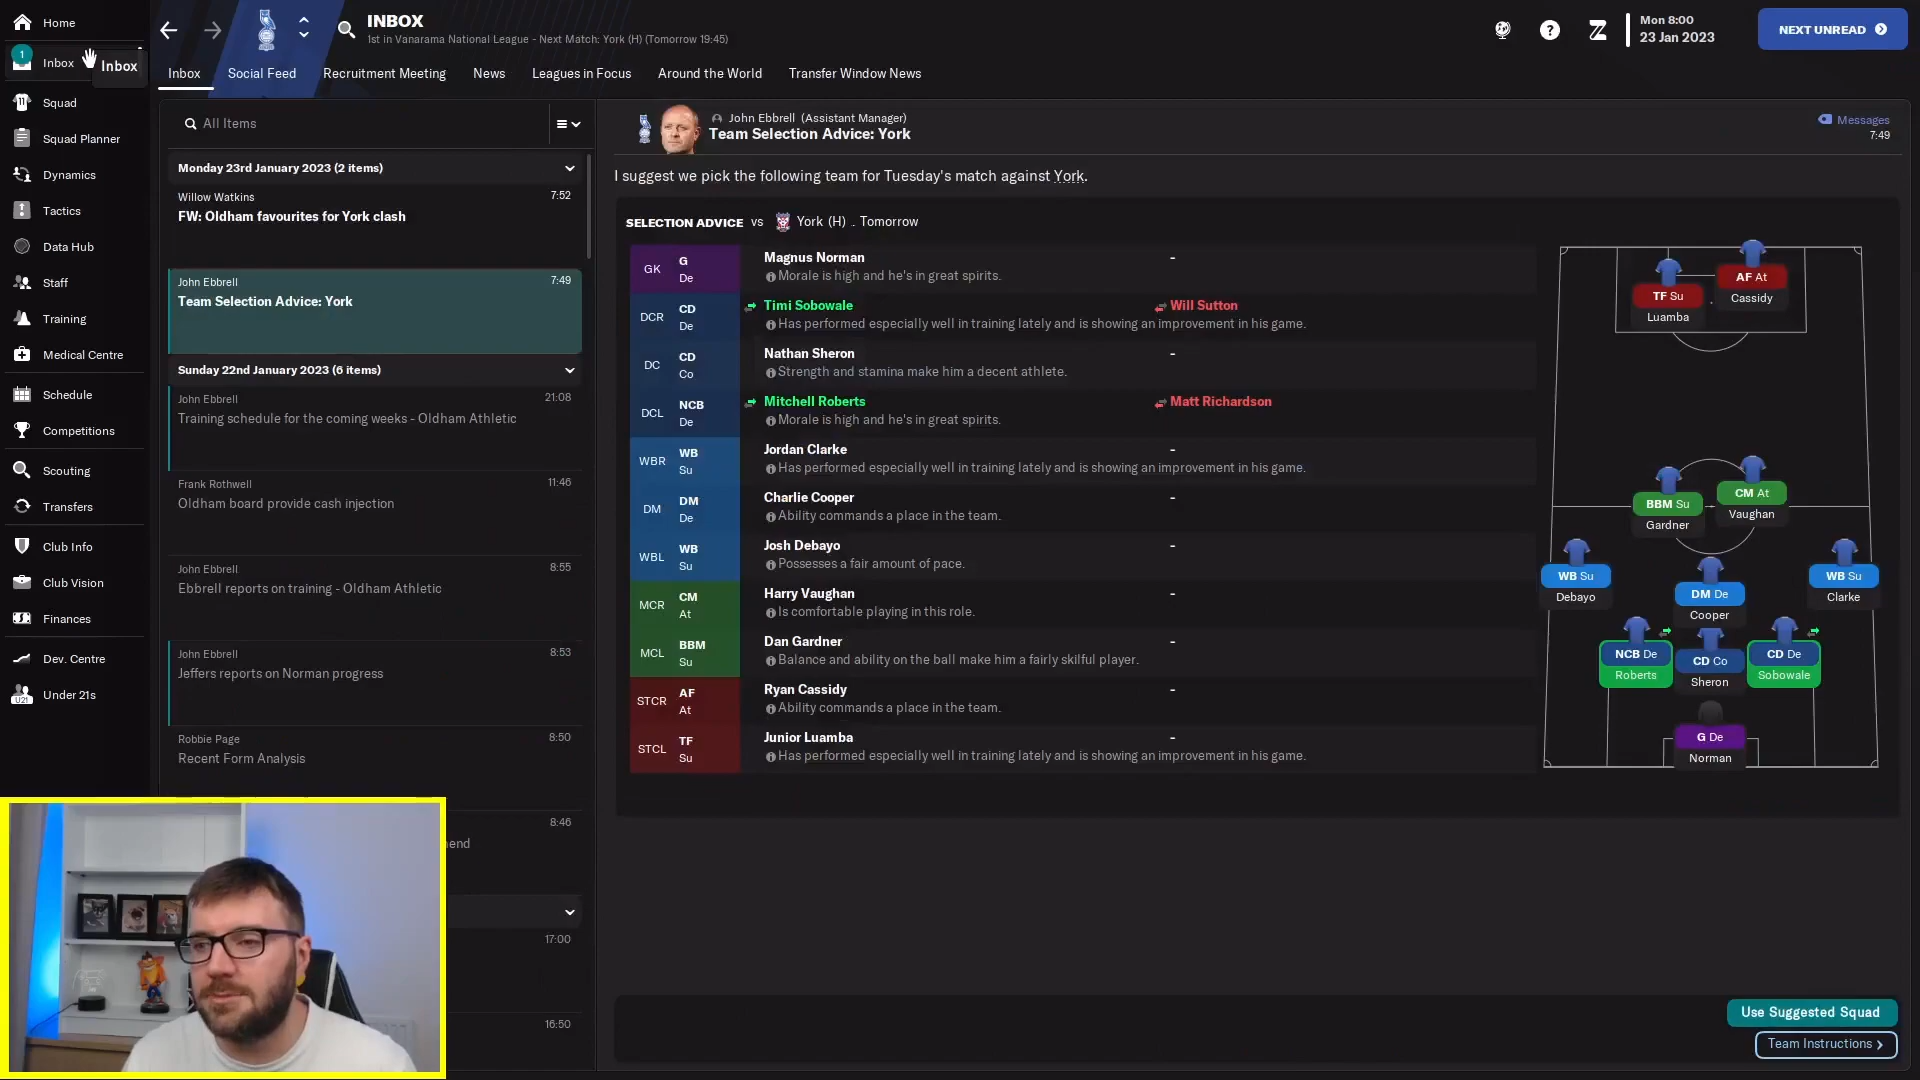 Home
1
Inbox
Inbox
Squad
Squad Planner
Dynamics
Tactics
Data Hub
Staff
Training
Medical Centre
Schedule
Competitions
Scouting
Transfers
Club Info
Club Vision
Finances
Dev. Centre
U21
Under 21s
INBOX
1st in Vanarama National League - Next Match: York (H) (Tomorrow 19:45)
Mon 8:00
23 Jan 2023
NEXT UNREAD
Inbox
Social Feed
Recruitment Meeting
News
Leagues in Focus
Around the World
Transfer Window News
All Items
Monday 23rd January 2023 (2 items)
Willow Watkins 7:52
FW: Oldham favourites for York clash
John Ebbrell 7:49
Team Selection Advice: York
Sunday 22nd January 2023 (6 items)
John Ebbrell 21:08
Training schedule for the coming weeks - Oldham Athletic
Frank Rothwell 11:46
Oldham board provide cash injection
John Ebbrell 8:55
Ebbrell reports on training - Oldham Athletic
John Ebbrell 8:53
Jeffers reports on Norman progress
Robbie Page 8:50
Recent Form Analysis
8:46
end
17:00
16:50
John Ebbrell (Assistant Manager)
Team Selection Advice: York
Messages
7:49
I suggest we pick the following team for Tuesday's match against York.
SELECTION ADVICE vs York (H) . Tomorrow
GK G De Magnus Norman -
Morale is high and he's in great spirits.
DCR CD De Timi Sobowale Will Sutton
Has performed especially well in training lately and is showing an improvement in his game.
DC CD Co Nathan Sheron -
Strength and stamina make him a decent athlete.
DCL NCB De Mitchell Roberts Matt Richardson
Morale is high and he's in great spirits.
WBR WB Su Jordan Clarke -
Has performed especially well in training lately and is showing an improvement in his game.
DM DM De Charlie Cooper -
Ability commands a place in the team.
WBL WB Su Josh Debayo -
Possesses a fair amount of pace.
MCR CM At Harry Vaughan -
Is comfortable playing in this role.
MCL BBM Su Dan Gardner -
Balance and ability on the ball make him a fairly skilful player.
STCR AF At Ryan Cassidy -
Ability commands a place in the team.
STCL TF Su Junior Luamba -
Has performed especially well in training lately and is showing an improvement in his game.
AF At
Cassidy
TF Su
Luamba
CM At
Vaughan
BBM Su
Gardner
WB Su
Debayo
WB Su
Clarke
DM De
Cooper
NCB De
Roberts
CD Co
Sheron
CD De
Sobowale
G De
Norman
Use Suggested Squad
Team Instructions